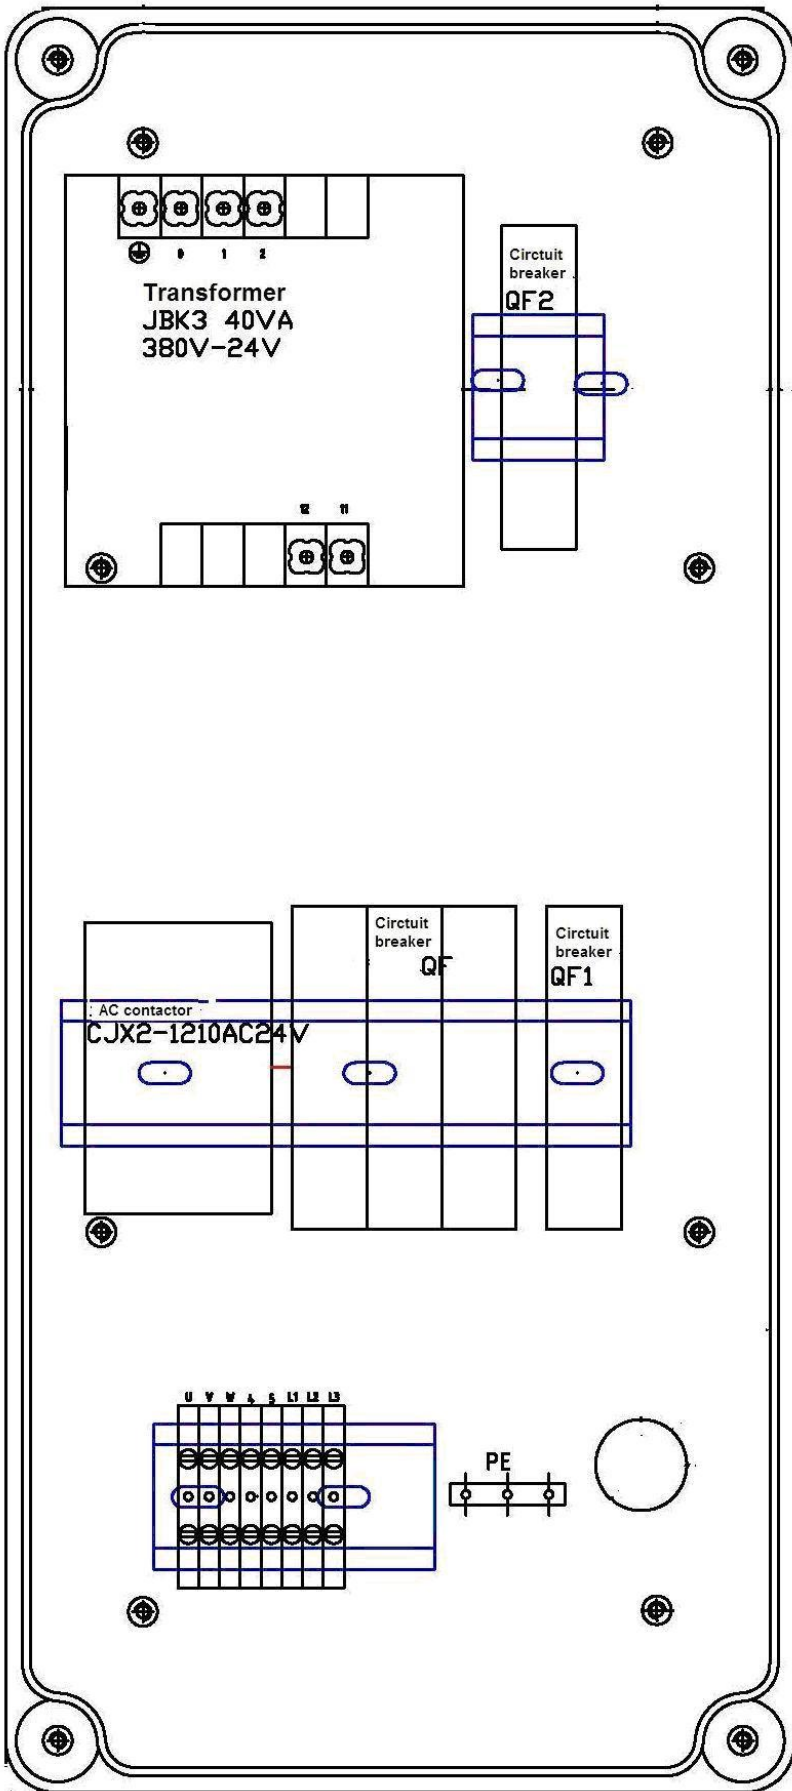 0 1 2
Transformer
JBK3 40VA
380V-24V
Circtuit
breaker
QF2
12 11
Circtuit
breaker
QF
Circtuit
breaker
QF1
AC contactor
CJX2-1210AC24V
U V W 4 5 L1 L2 L3
PE